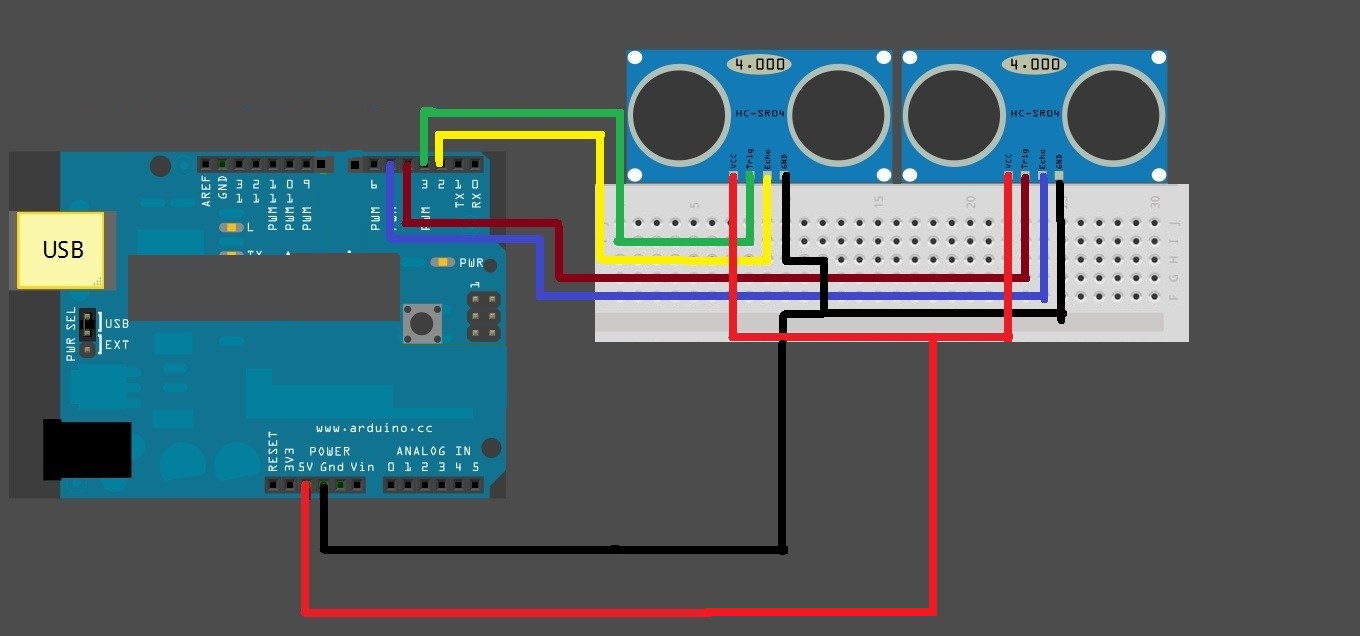 4.000
4.000
HC-SR04
HC-SR04
VCC
Trig
Echo
GND
VCC
Trig
Echo
GND
AREF
GND
13
12
PWM 11
PWM 10
PWM 9
PWM 6
PWM
3
PWM
2
TX 1
RX 0
5
15
20
30
J
I
H
G
F
L
TX
PWR
1
USB
PWR SEL
USB
EXT
www.arduino.cc
RESET
3V3
POWER
5V Gnd Vin
ANALOG IN
0 1 2 3 4 5